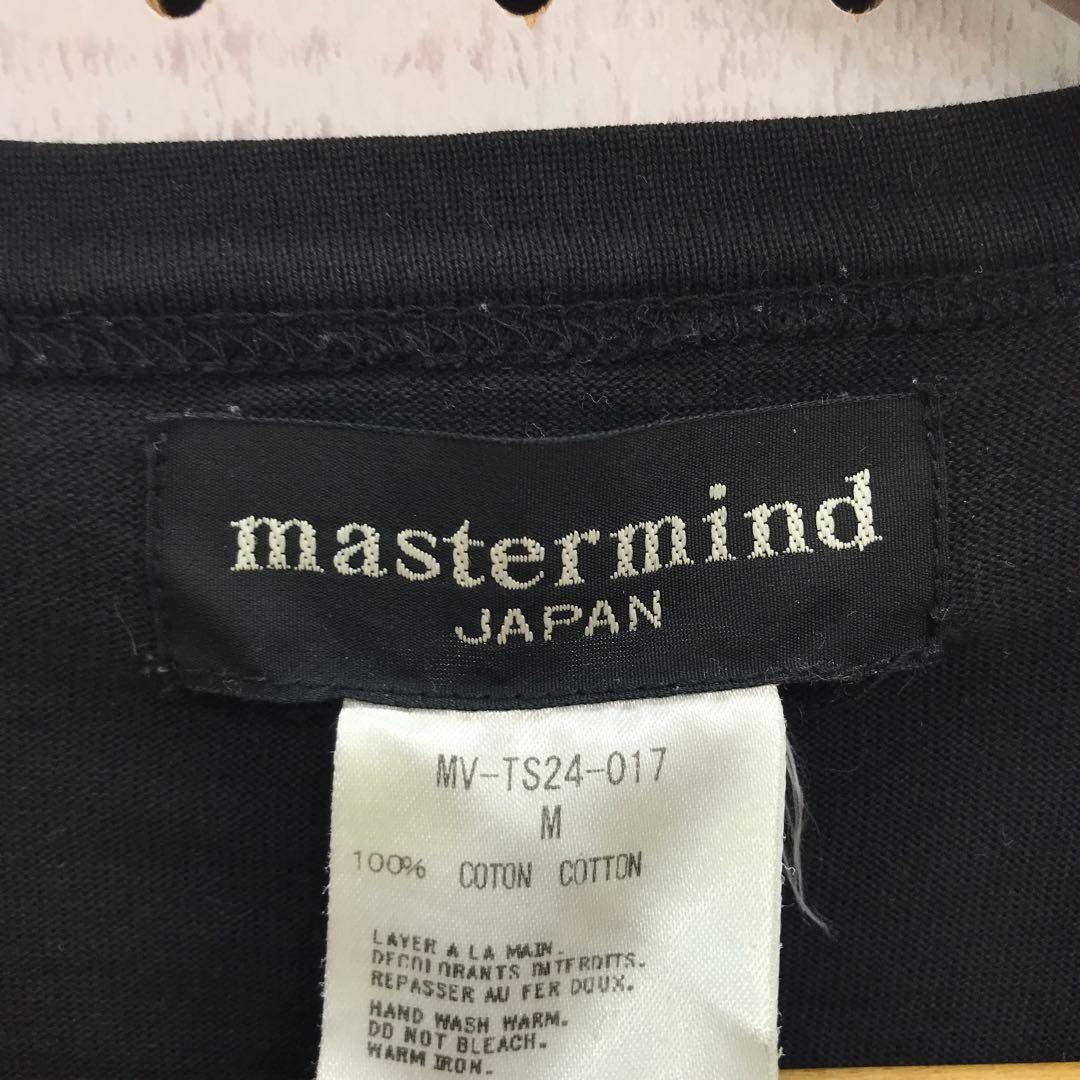 mastermind
JAPAN
MV-TS24-017
M
100% COTON COTTON
LAVER A LA MAIN.
DECOLORANTS INTERDITS.
REPASSER AU FER DOUX.
HAND WASH WARM.
DO NOT BLEACH.
WARM IRON.